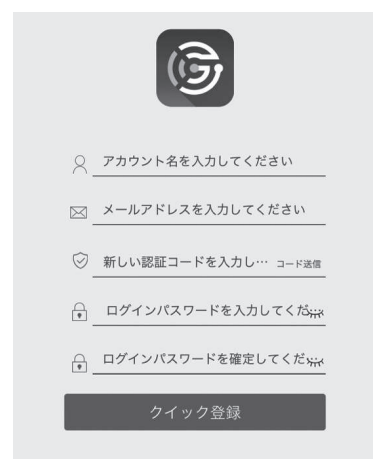 アカウント名を入力してください
メールアドレスを入力してください
新しい認証コードを入力し… コード送信
ログインパスワードを入力してくだ
ログインパスワードを確定してくだ
クイック登録